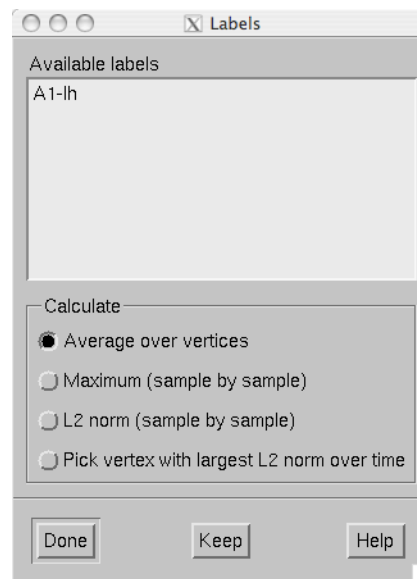 Labels
Available labels
A1-lh
Calculate
Average over vertices
Maximum (sample by sample)
L2 norm (sample by sample)
Pick vertex with largest L2 norm over time
Done Keep Help